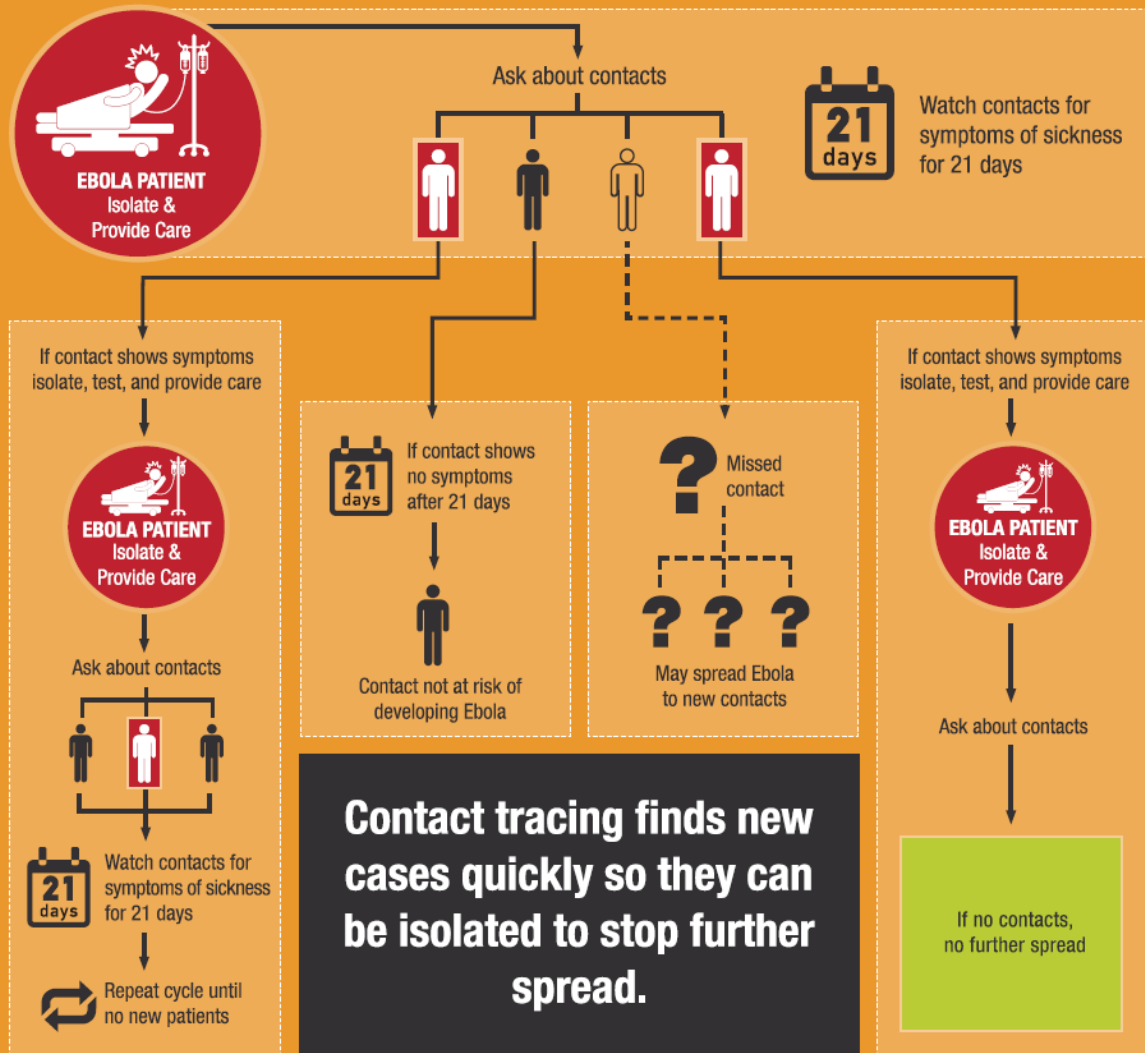 EBOLA PATIENT
Isolate &
Provide Care
Ask about contacts
21
days
Watch contacts for
symptoms of sickness
for 21 days
If contact shows symptoms
isolate, test, and provide care
EBOLA PATIENT
Isolate &
Provide Care
Ask about contacts
21
days
Watch contacts for
symptoms of sickness
for 21 days
Repeat cycle until
no new patients
21
days
If contact shows
no symptoms
after 21 days
Contact not at risk of
developing Ebola
?
Missed
contact
? ? ?
May spread Ebola
to new contacts
If contact shows symptoms
isolate, test, and provide care
EBOLA PATIENT
Isolate &
Provide Care
Ask about contacts
If no contacts,
no further spread
Contact tracing finds new
cases quickly so they can
be isolated to stop further
spread.